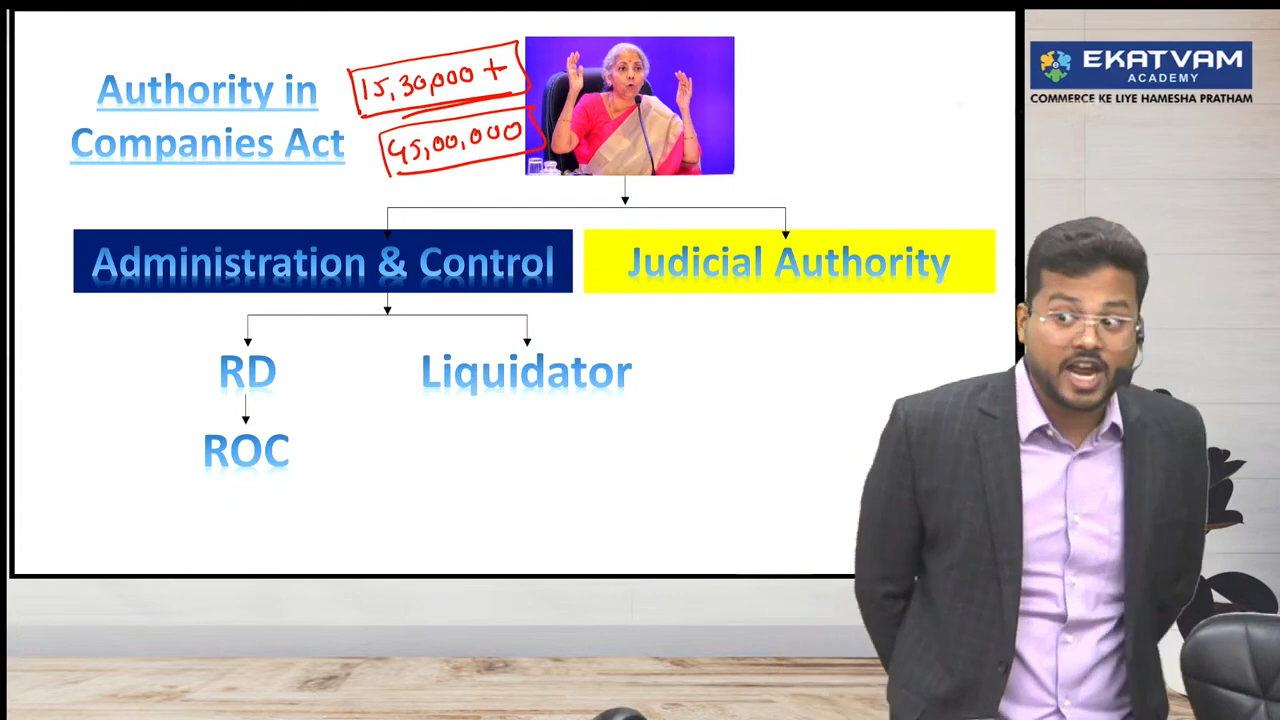 Authority in
Companies Act
15,30,000 +
45,00,000
EKATVAM
ACADEMY
COMMERCE KE LIYE HAMESHA PRATHAM
Administration & Control
Judicial Authority
RD
Liquidator
ROC